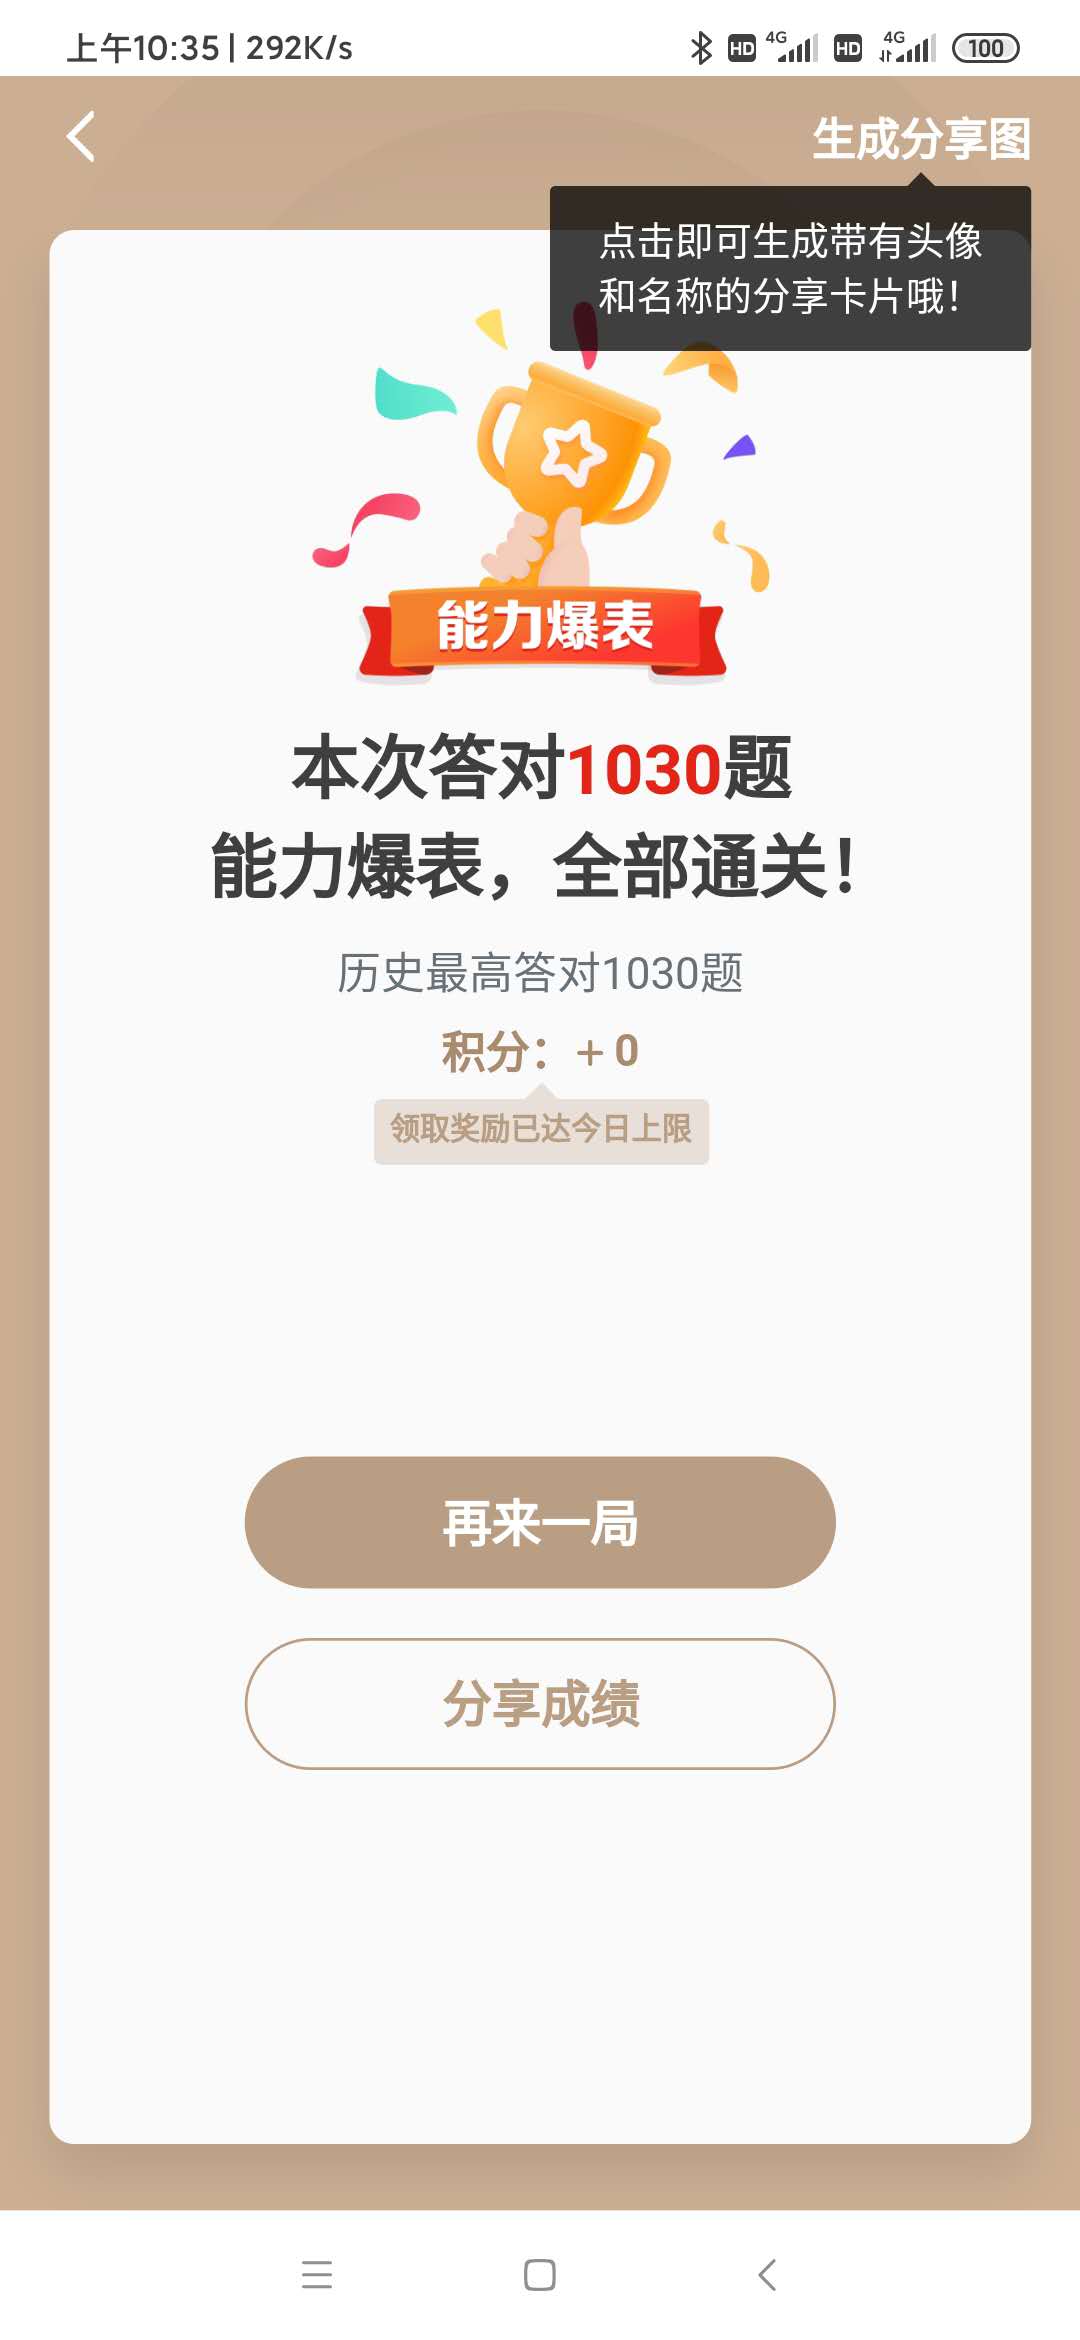 上午10:35 | 292K/s
HD 4G HD 4G 100
生成分享图
点击即可生成带有头像
和名称的分享卡片哦！
能力爆表
本次答对1030题
能力爆表，全部通关！
历史最高答对1030题
积分：+0
领取奖励已达今日上限
再来一局
分享成绩